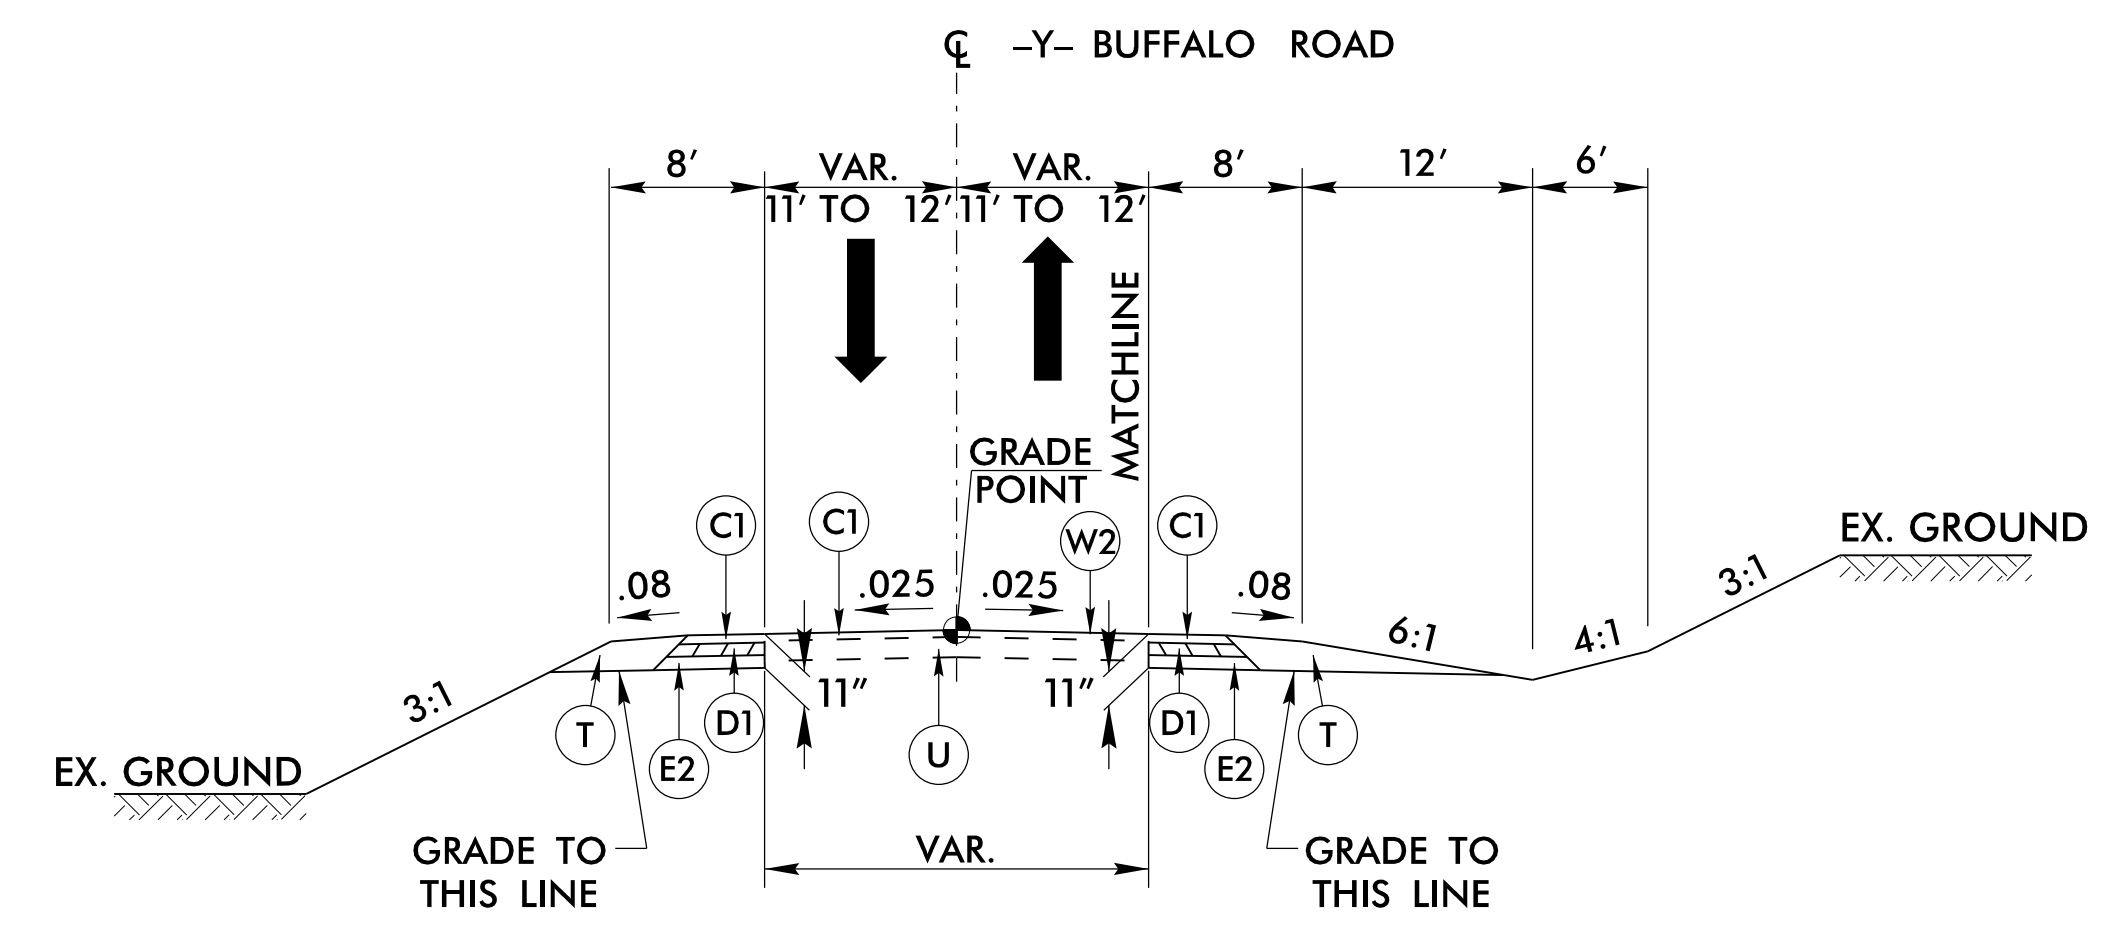 ℄ –Y– BUFFALO ROAD
8' VAR. VAR. 8' 12' 6'
11' TO 12' 11' TO 12'
MATCHLINE
GRADE
POINT
C1 C1 W2 C1
EX. GROUND
.08 .025 .025 .08
3:1
6:1 4:1
11" 11"
3:1
T E2 D1 U D1 E2 T
EX. GROUND
GRADE TO
THIS LINE
VAR.
GRADE TO
THIS LINE